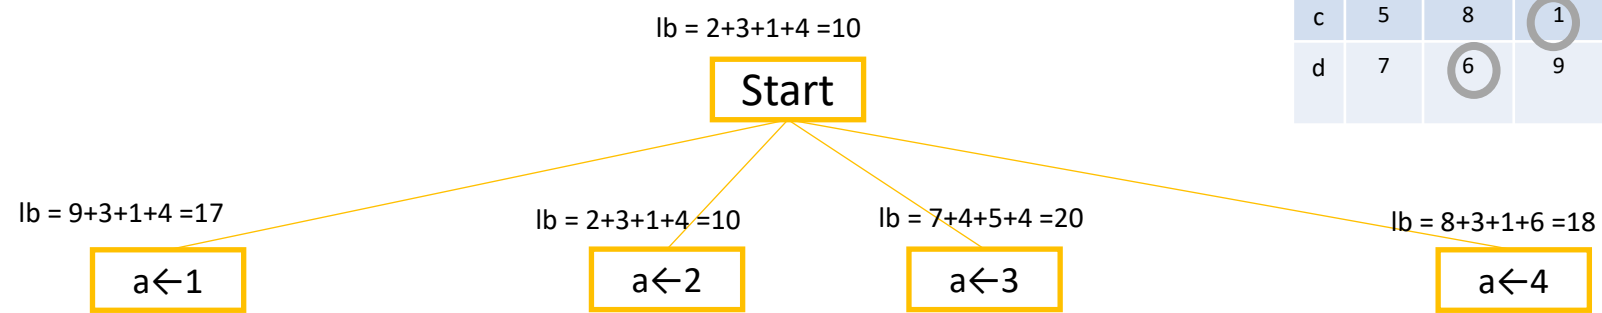 lb = 2+3+1+4 =10
c 5 8 1
d 7 6 9
Start
lb = 9+3+1+4 =17
lb = 2+3+1+4 =10
lb = 7+4+5+4 =20
lb = 8+3+1+6 =18
a←1
a←2
a←3
a←4